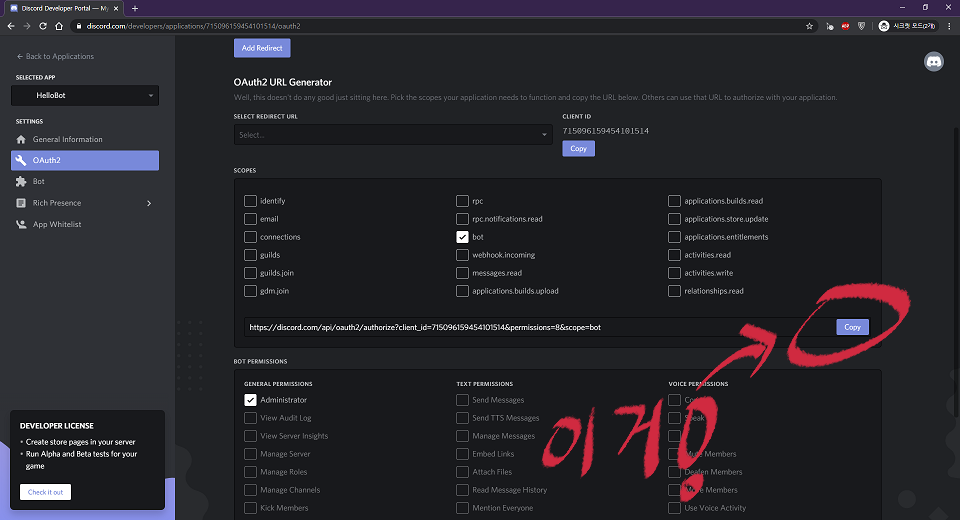 Discord Developer Portal — My
discord.com/developers/applications/715096159454101514/oauth2
시크릿 모드(2개)
← Back to Applications
SELECTED APP
HelloBot
SETTINGS
General Information
OAuth2
Bot
Rich Presence
App Whitelist
DEVELOPER LICENSE
• Create store pages in your server
• Run Alpha and Beta tests for your
game
Check it out
Add Redirect
OAuth2 URL Generator
Well, this doesn't do any good just sitting here. Pick the scopes your application needs to function and copy the URL below. Others can use that URL to authorize with your application.
SELECT REDIRECT URL
Select...
CLIENT ID
715096159454101514
Copy
SCOPES
identify
email
connections
guilds
guilds.join
gdm.join
rpc
rpc.notifications.read
bot
webhook.incoming
messages.read
applications.builds.upload
applications.builds.read
applications.store.update
applications.entitlements
activities.read
activities.write
relationships.read
https://discord.com/api/oauth2/authorize?client_id=715096159454101514&permissions=8&scope=bot
Copy
BOT PERMISSIONS
GENERAL PERMISSIONS
Administrator
View Audit Log
View Server Insights
Manage Server
Manage Roles
Manage Channels
Kick Members
TEXT PERMISSIONS
Send Messages
Send TTS Messages
Manage Messages
Embed Links
Attach Files
Read Message History
Mention Everyone
VOICE PERMISSIONS
Speak
Mute Members
Deafen Members
Members
Use Voice Activity
이게!